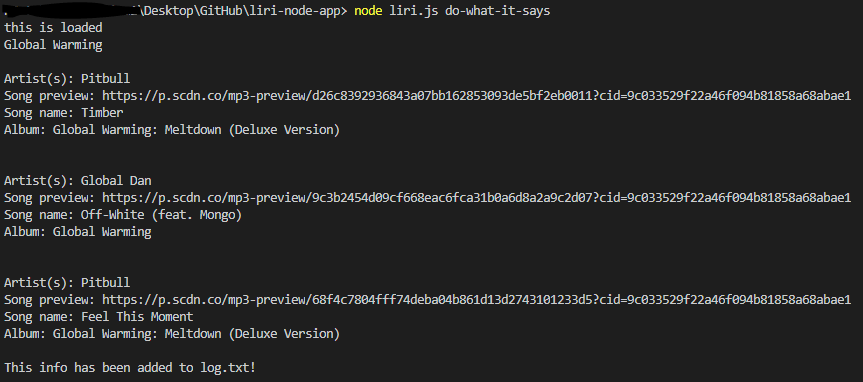 \Desktop\GitHub\liri-node-app> node liri.js do-what-it-says
this is loaded
Global Warming
Artist(s): Pitbull
Song preview: https://p.scdn.co/mp3-preview/d26c8392936843a07bb162853093de5bf2eb0011?cid=9c033529f22a46f094b81858a68abae1
Song name: Timber
Album: Global Warming: Meltdown (Deluxe Version)
Artist(s): Global Dan
Song preview: https://p.scdn.co/mp3-preview/9c3b2454d09cf668eac6fca31b0a6d8a2a9c2d07?cid=9c033529f22a46f094b81858a68abae1
Song name: Off-White (feat. Mongo)
Album: Global Warming
Artist(s): Pitbull
Song preview: https://p.scdn.co/mp3-preview/68f4c7804fff74deba04b861d13d2743101233d5?cid=9c033529f22a46f094b81858a68abae1
Song name: Feel This Moment
Album: Global Warming: Meltdown (Deluxe Version)
This info has been added to log.txt!